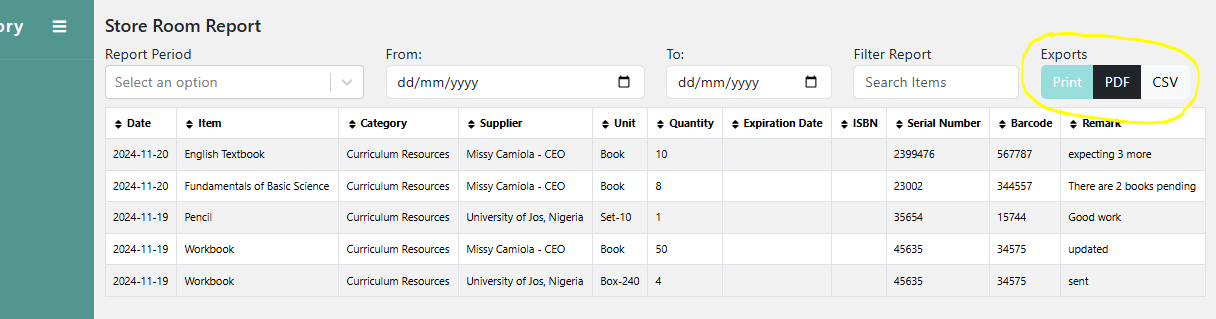 ory
Store Room Report
Report Period From: To: Filter Report Exports
Select an option dd/mm/yyyy dd/mm/yyyy Search Items Print PDF CSV
Date Item Category Supplier Unit Quantity Expiration Date ISBN Serial Number Barcode Remark
2024-11-20 English Textbook Curriculum Resources Missy Camiola - CEO Book 10 2399476 567787 expecting 3 more
2024-11-20 Fundamentals of Basic Science Curriculum Resources Missy Camiola - CEO Book 8 23002 344557 There are 2 books pending
2024-11-19 Pencil Curriculum Resources University of Jos, Nigeria Set-10 1 35654 15744 Good work
2024-11-19 Workbook Curriculum Resources Missy Camiola - CEO Book 50 45635 34575 updated
2024-11-19 Workbook Curriculum Resources University of Jos, Nigeria Box-240 4 45635 34575 sent